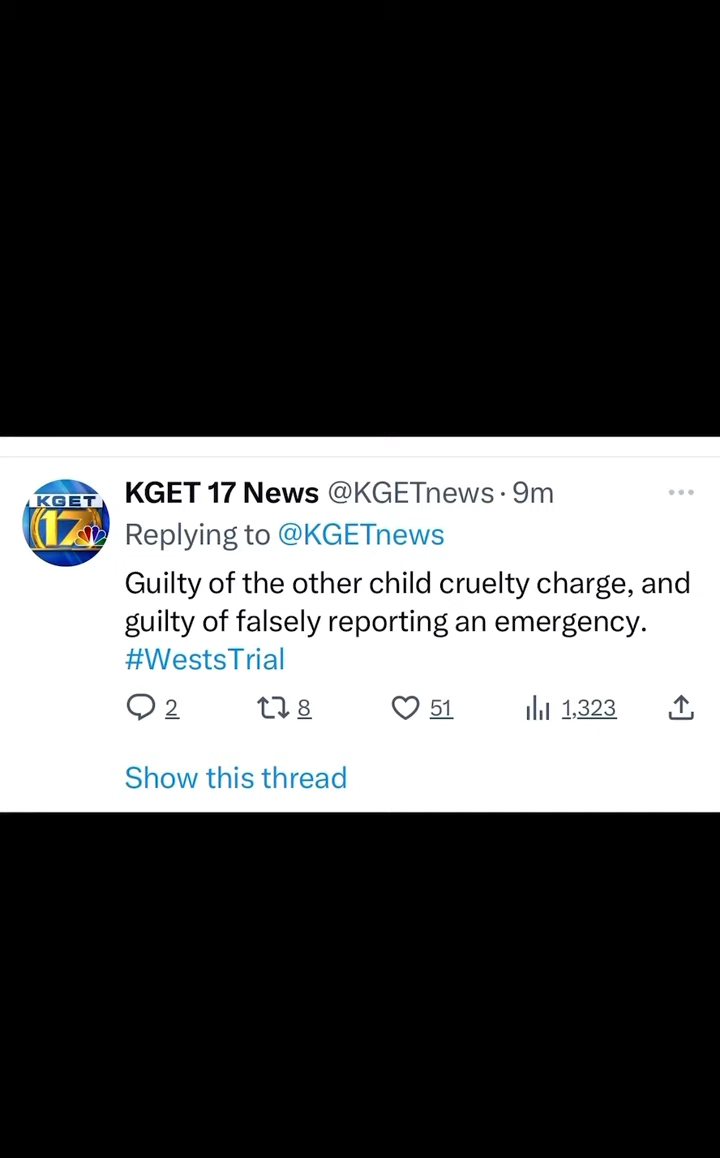 KGET
17
KGET 17 News @KGETnews · 9m
Replying to @KGETnews
Guilty of the other child cruelty charge, and
guilty of falsely reporting an emergency.
#WestsTrial
2 8 51 1,323
Show this thread